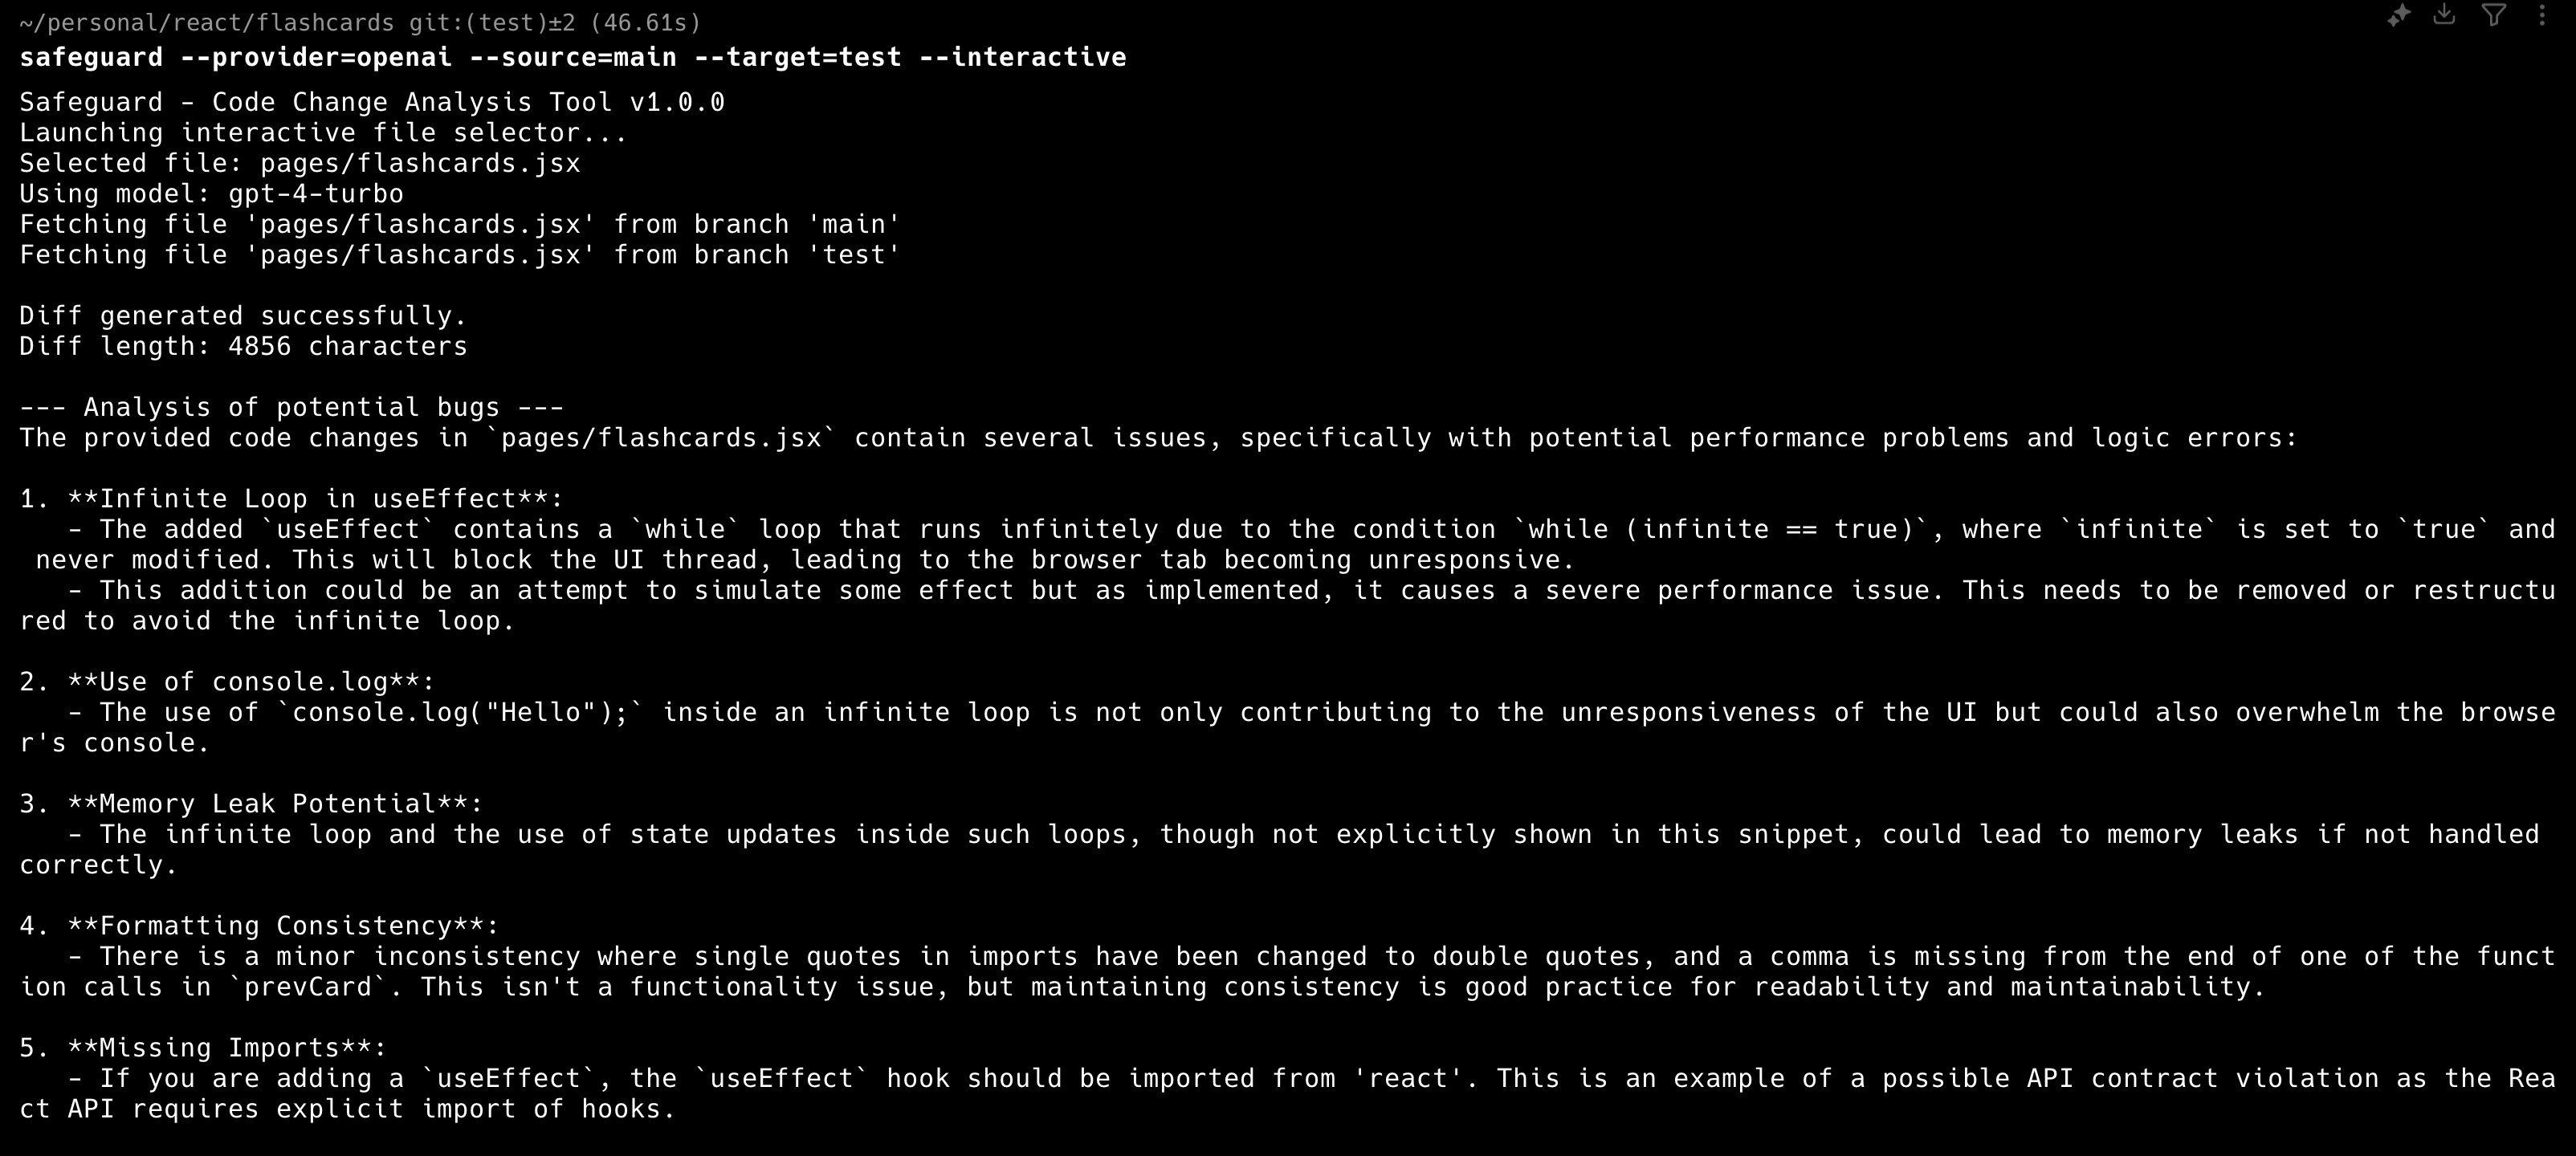 ~/personal/react/flashcards git:(test)±2 (46.61s)
safeguard --provider=openai --source=main --target=test --interactive
Safeguard - Code Change Analysis Tool v1.0.0
Launching interactive file selector...
Selected file: pages/flashcards.jsx
Using model: gpt-4-turbo
Fetching file 'pages/flashcards.jsx' from branch 'main'
Fetching file 'pages/flashcards.jsx' from branch 'test'
Diff generated successfully.
Diff length: 4856 characters
--- Analysis of potential bugs ---
The provided code changes in `pages/flashcards.jsx` contain several issues, specifically with potential performance problems and logic errors:
1. **Infinite Loop in useEffect**:
   - The added `useEffect` contains a `while` loop that runs infinitely due to the condition `while (infinite == true)`, where `infinite` is set to `true` and
 never modified. This will block the UI thread, leading to the browser tab becoming unresponsive.
   - This addition could be an attempt to simulate some effect but as implemented, it causes a severe performance issue. This needs to be removed or restructu
red to avoid the infinite loop.
2. **Use of console.log**:
   - The use of `console.log("Hello");` inside an infinite loop is not only contributing to the unresponsiveness of the UI but could also overwhelm the browse
r's console.
3. **Memory Leak Potential**:
   - The infinite loop and the use of state updates inside such loops, though not explicitly shown in this snippet, could lead to memory leaks if not handled
correctly.
4. **Formatting Consistency**:
   - There is a minor inconsistency where single quotes in imports have been changed to double quotes, and a comma is missing from the end of one of the funct
ion calls in `prevCard`. This isn't a functionality issue, but maintaining consistency is good practice for readability and maintainability.
5. **Missing Imports**:
   - If you are adding a `useEffect`, the `useEffect` hook should be imported from 'react'. This is an example of a possible API contract violation as the Rea
ct API requires explicit import of hooks.